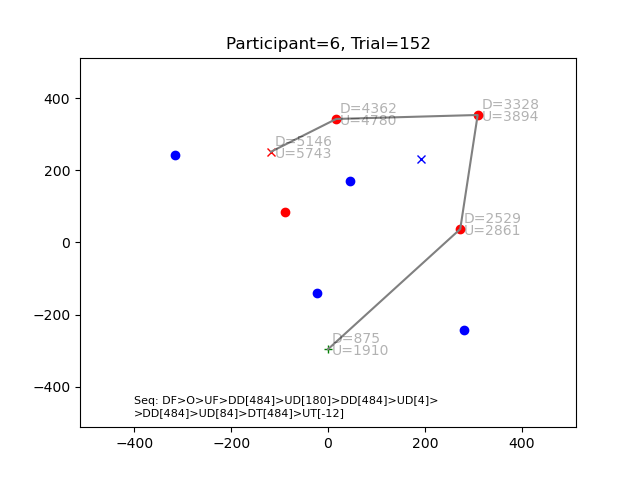 Participant=6, Trial=152
D=4362
U=4780
D=3328
U=3894
D=5146
U=5743
D=2529
U=2861
D=875
U=1910
Seq: DF>O>UF>DD[484]>UD[180]>DD[484]>UD[4]>
>DD[484]>UD[84]>DT[484]>UT[-12]
400
200
0
−200
−400
−400
−200
0
200
400